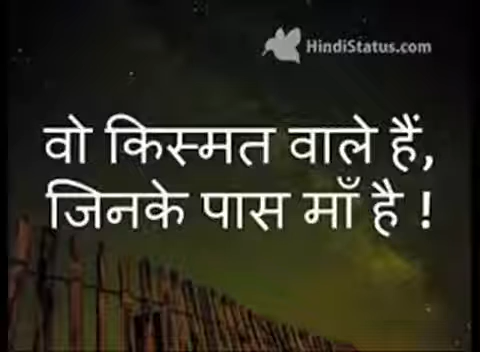 HindiStatus.com
वो किस्मत वाले हैं,
जिनके पास माँ है !